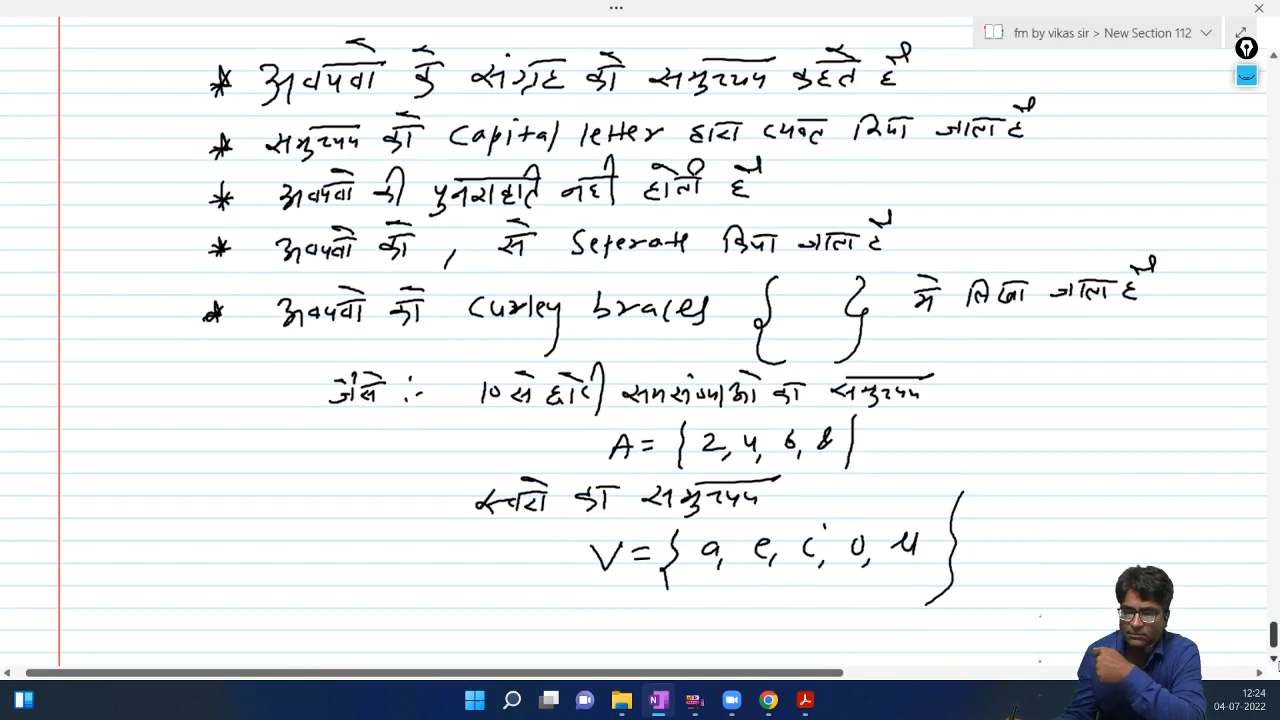 fm by vikas sir > New Section 112
* अवयवों के संग्रह को समुच्चय कहते है
* समुच्चय को Capital letter द्वारा व्यक्त किया जाता है
* अवयवों की पुनरावृति नही होती है
* अवयवों को , से Seperate किया जाता है
* अवयवों को Curley braces { } में लिखा जाता है
जैसे :- 10 से छोटी समसंख्याओं का समुच्चय
A = { 2, 4, 6, 8 }
स्वरों का समुच्चय
V = { a, e, i, o, u }
12:24
04-07-2022